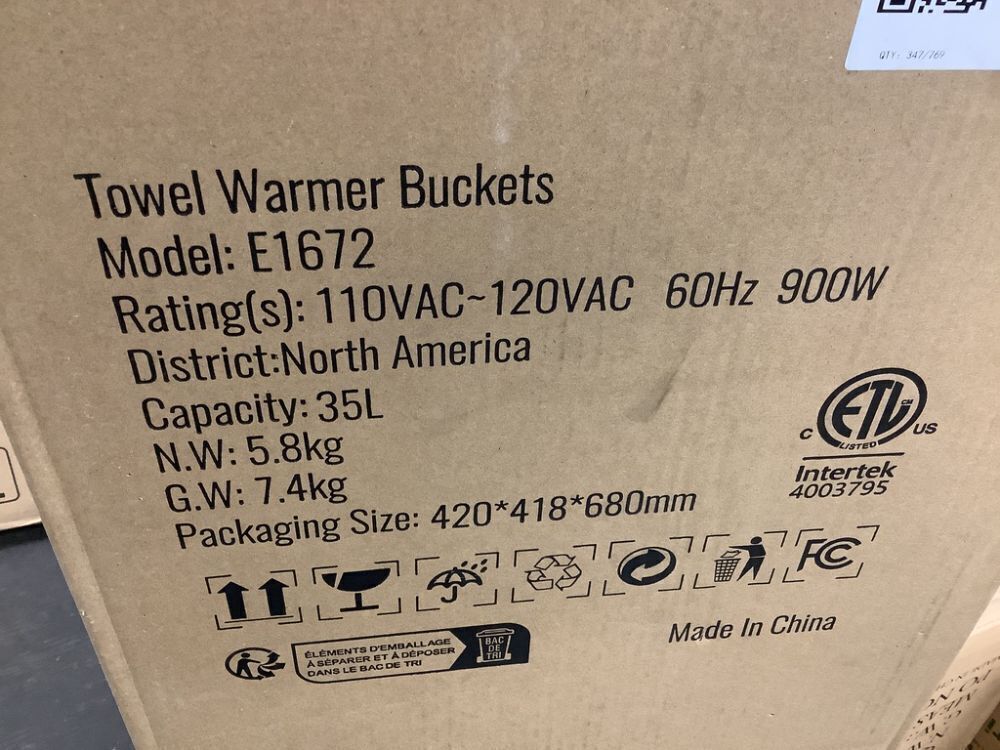 QTY: 347/769
Towel Warmer Buckets
Model: E1672
Rating(s): 110VAC~120VAC 60Hz 900W
District:North America
Capacity: 35L
N.W: 5.8kg
G.W: 7.4kg
Packaging Size: 420*418*680mm
ETL CM
C US
LISTED
Intertek
4003795
FC
Made In China
ÉLÉMENTS D'EMBALLAGE
À SÉPARER ET À DÉPOSER
DANS LE BAC DE TRI
BAC
DE
TRI